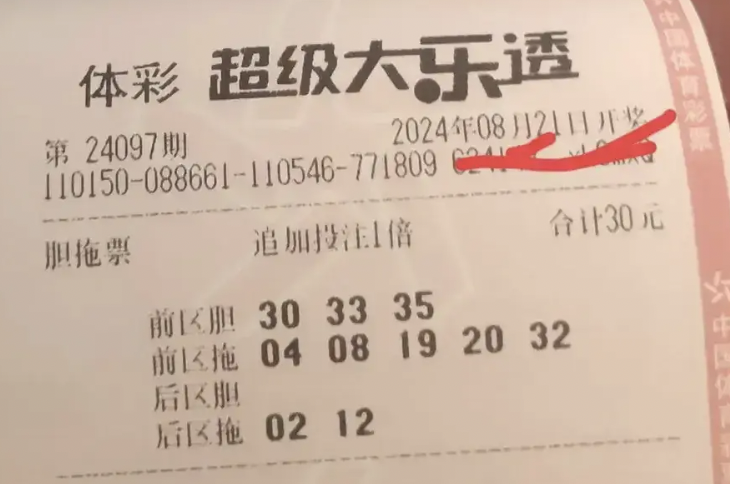 体彩 超级大乐透
第 24097期 2024年08月21日开奖
110150-088661-110546-771809
胆拖票 追加投注1倍 合计30元
前区胆 30 33 35
前区拖 04 08 19 20 32
后区胆
后区拖 02 12
中国体育彩票
中国体育